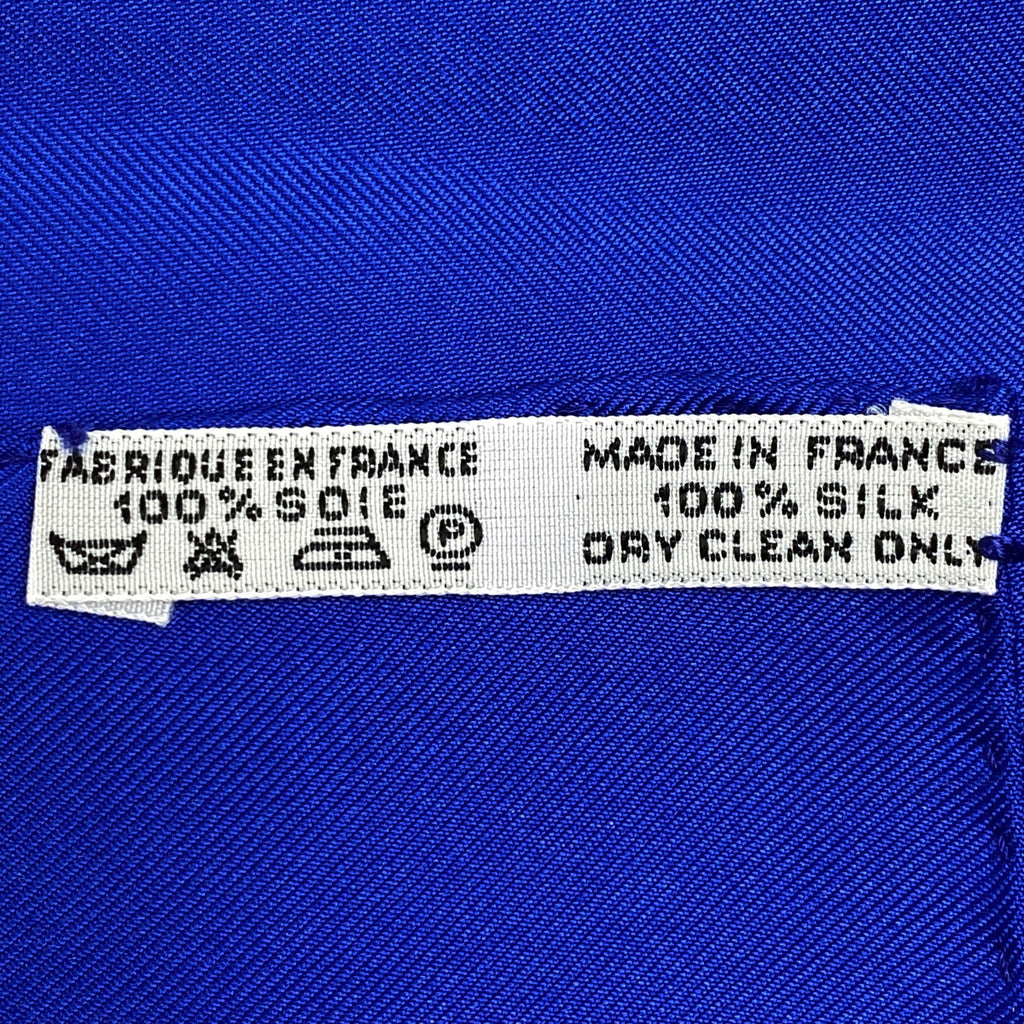 FABRIQUE EN FRANCE
100% SOIE
P
MADE IN FRANCE
100% SILK
DRY CLEAN ONLY